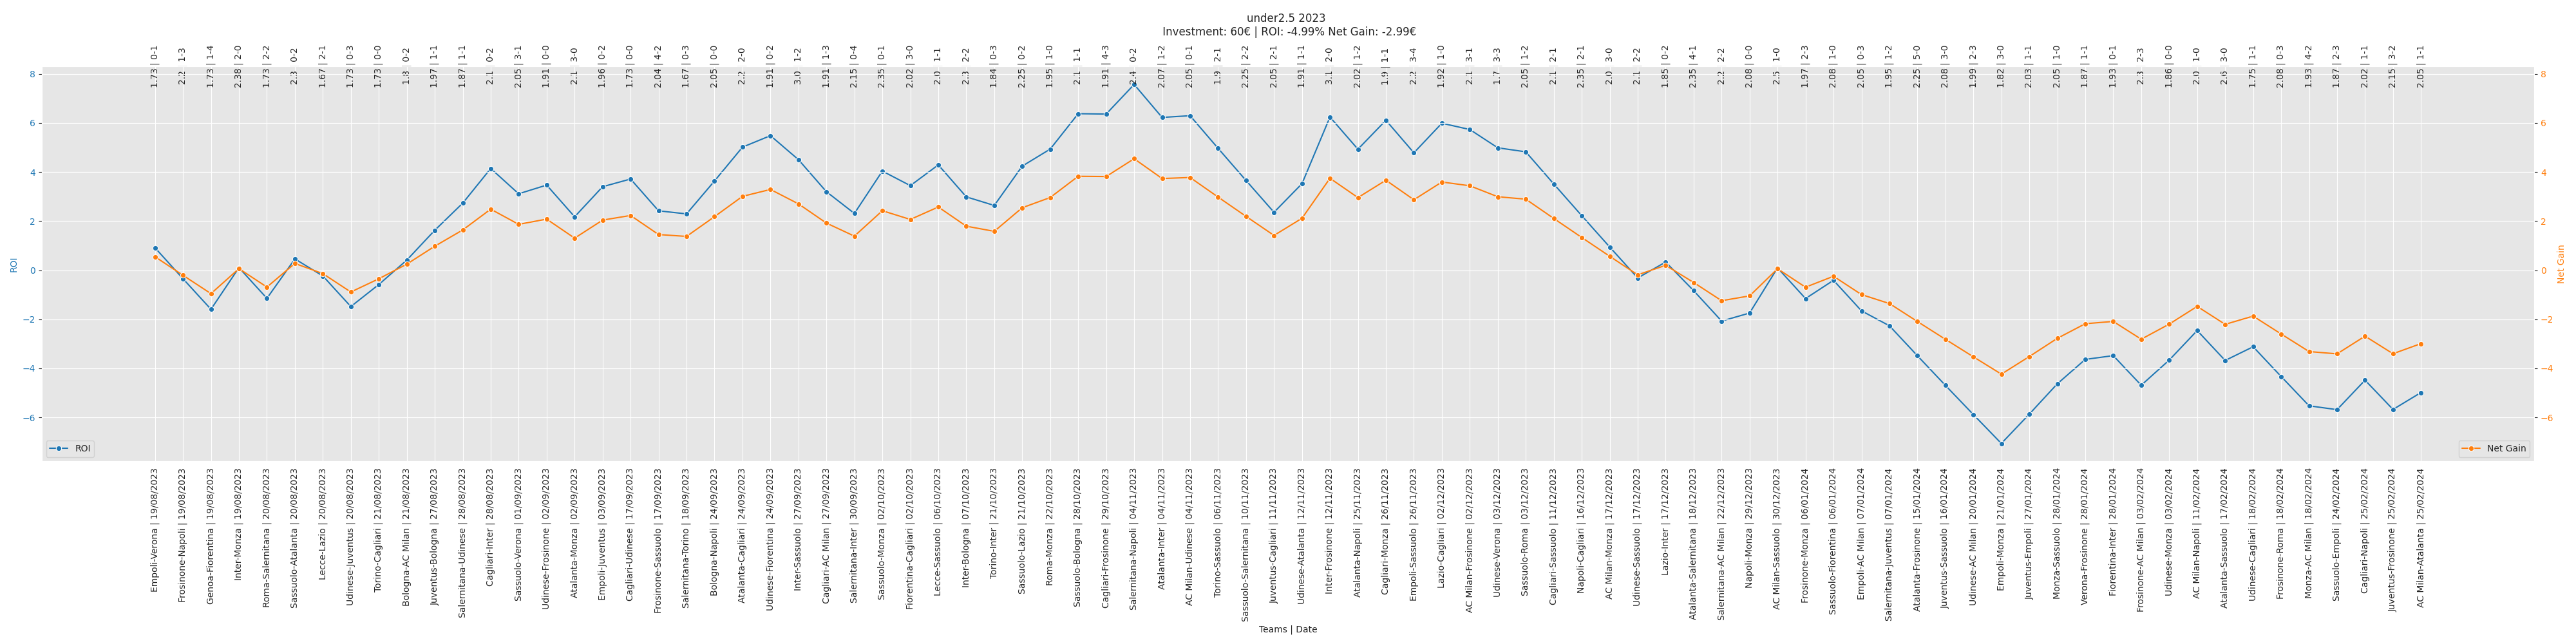 under2.5 2023
Investment: 60€ | ROI: -4.99% Net Gain: -2.99€
1.73 | 0-1
2.2 | 1-3
1.73 | 1-4
2.38 | 2-0
1.73 | 2-2
2.3 | 0-2
1.67 | 2-1
1.73 | 0-3
1.73 | 0-0
1.8 | 0-2
1.97 | 1-1
1.87 | 1-1
2.1 | 0-2
2.05 | 3-1
1.91 | 0-0
2.1 | 3-0
1.96 | 0-2
1.73 | 0-0
2.04 | 4-2
1.67 | 0-3
2.05 | 0-0
2.2 | 2-0
1.91 | 0-2
3.0 | 1-2
1.91 | 1-3
2.15 | 0-4
2.35 | 0-1
2.02 | 3-0
2.0 | 1-1
2.3 | 2-2
1.84 | 0-3
2.25 | 0-2
1.95 | 1-0
2.1 | 1-1
1.91 | 4-3
2.4 | 0-2
2.07 | 1-2
2.05 | 0-1
1.9 | 2-1
2.25 | 2-2
2.05 | 2-1
1.91 | 1-1
3.1 | 2-0
2.02 | 1-2
1.9 | 1-1
2.2 | 3-4
1.92 | 1-0
2.1 | 3-1
1.7 | 3-3
2.05 | 1-2
2.1 | 2-1
2.35 | 2-1
2.0 | 3-0
2.1 | 2-2
1.85 | 0-2
2.35 | 4-1
2.2 | 2-2
2.08 | 0-0
2.5 | 1-0
1.97 | 2-3
2.08 | 1-0
2.05 | 0-3
1.95 | 1-2
2.25 | 5-0
2.08 | 3-0
1.99 | 2-3
1.82 | 3-0
2.03 | 1-1
2.05 | 1-0
1.87 | 1-1
1.93 | 0-1
2.3 | 2-3
1.86 | 0-0
2.0 | 1-0
2.6 | 3-0
1.75 | 1-1
2.08 | 0-3
1.93 | 4-2
1.87 | 2-3
2.02 | 1-1
2.15 | 3-2
2.05 | 1-1
8
6
4
2
0
−2
−4
−6
ROI
8
6
4
2
0
−2
−4
−6
Net Gain
ROI
Net Gain
Empoli-Verona | 19/08/2023
Frosinone-Napoli | 19/08/2023
Genoa-Fiorentina | 19/08/2023
Inter-Monza | 19/08/2023
Roma-Salernitana | 20/08/2023
Sassuolo-Atalanta | 20/08/2023
Lecce-Lazio | 20/08/2023
Udinese-Juventus | 20/08/2023
Torino-Cagliari | 21/08/2023
Bologna-AC Milan | 21/08/2023
Juventus-Bologna | 27/08/2023
Salernitana-Udinese | 28/08/2023
Cagliari-Inter | 28/08/2023
Sassuolo-Verona | 01/09/2023
Udinese-Frosinone | 02/09/2023
Atalanta-Monza | 02/09/2023
Empoli-Juventus | 03/09/2023
Cagliari-Udinese | 17/09/2023
Frosinone-Sassuolo | 17/09/2023
Salernitana-Torino | 18/09/2023
Bologna-Napoli | 24/09/2023
Atalanta-Cagliari | 24/09/2023
Udinese-Fiorentina | 24/09/2023
Inter-Sassuolo | 27/09/2023
Cagliari-AC Milan | 27/09/2023
Salernitana-Inter | 30/09/2023
Sassuolo-Monza | 02/10/2023
Fiorentina-Cagliari | 02/10/2023
Lecce-Sassuolo | 06/10/2023
Inter-Bologna | 07/10/2023
Torino-Inter | 21/10/2023
Sassuolo-Lazio | 21/10/2023
Roma-Monza | 22/10/2023
Sassuolo-Bologna | 28/10/2023
Cagliari-Frosinone | 29/10/2023
Salernitana-Napoli | 04/11/2023
Atalanta-Inter | 04/11/2023
AC Milan-Udinese | 04/11/2023
Torino-Sassuolo | 06/11/2023
Sassuolo-Salernitana | 10/11/2023
Juventus-Cagliari | 11/11/2023
Udinese-Atalanta | 12/11/2023
Inter-Frosinone | 12/11/2023
Atalanta-Napoli | 25/11/2023
Cagliari-Monza | 26/11/2023
Empoli-Sassuolo | 26/11/2023
Lazio-Cagliari | 02/12/2023
AC Milan-Frosinone | 02/12/2023
Udinese-Verona | 03/12/2023
Sassuolo-Roma | 03/12/2023
Cagliari-Sassuolo | 11/12/2023
Napoli-Cagliari | 16/12/2023
AC Milan-Monza | 17/12/2023
Udinese-Sassuolo | 17/12/2023
Lazio-Inter | 17/12/2023
Atalanta-Salernitana | 18/12/2023
Salernitana-AC Milan | 22/12/2023
Napoli-Monza | 29/12/2023
AC Milan-Sassuolo | 30/12/2023
Frosinone-Monza | 06/01/2024
Sassuolo-Fiorentina | 06/01/2024
Empoli-AC Milan | 07/01/2024
Salernitana-Juventus | 07/01/2024
Atalanta-Frosinone | 15/01/2024
Juventus-Sassuolo | 16/01/2024
Udinese-AC Milan | 20/01/2024
Empoli-Monza | 21/01/2024
Juventus-Empoli | 27/01/2024
Monza-Sassuolo | 28/01/2024
Verona-Frosinone | 28/01/2024
Fiorentina-Inter | 28/01/2024
Frosinone-AC Milan | 03/02/2024
Udinese-Monza | 03/02/2024
AC Milan-Napoli | 11/02/2024
Atalanta-Sassuolo | 17/02/2024
Udinese-Cagliari | 18/02/2024
Frosinone-Roma | 18/02/2024
Monza-AC Milan | 18/02/2024
Sassuolo-Empoli | 24/02/2024
Cagliari-Napoli | 25/02/2024
Juventus-Frosinone | 25/02/2024
AC Milan-Atalanta | 25/02/2024
Teams | Date